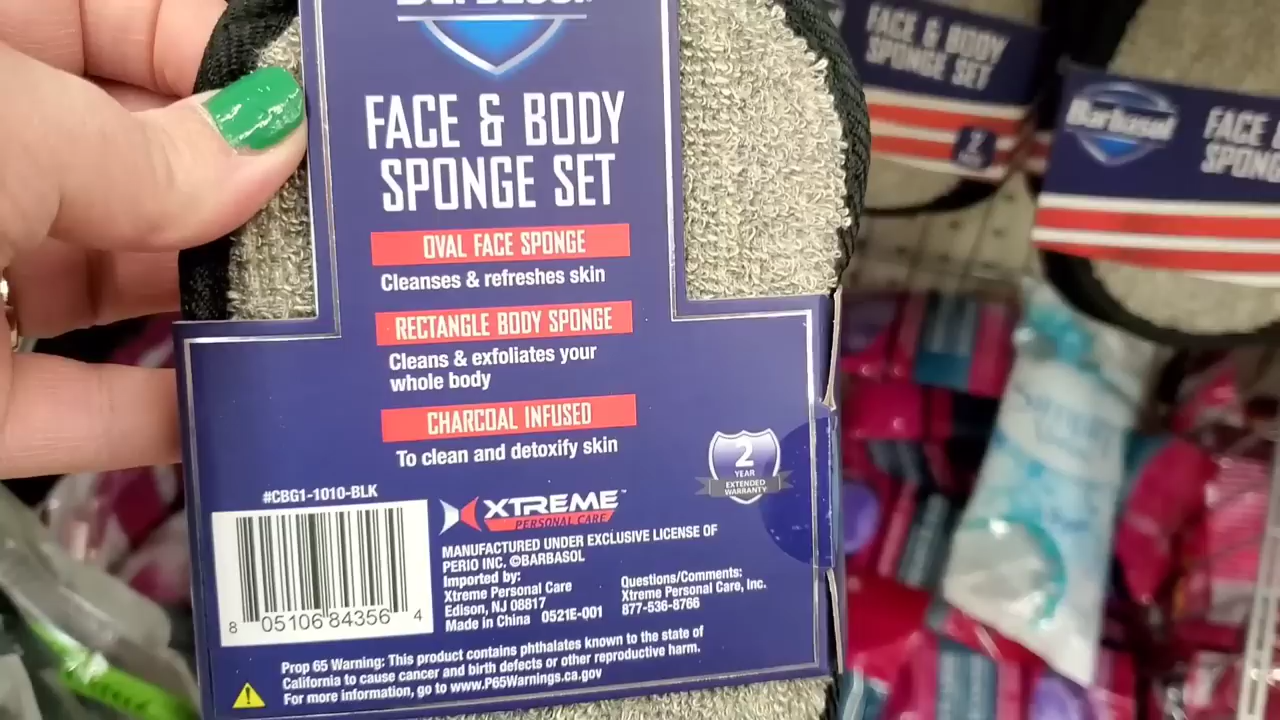 FACE & BODY
SPONGE SET
OVAL FACE SPONGE
Cleanses & refreshes skin
RECTANGLE BODY SPONGE
Cleans & exfoliates your
whole body
CHARCOAL INFUSED
To clean and detoxify skin
2
YEAR
EXTENDED
WARRANTY
#CBG1-1010-BLK
8 05106 84356 4
XTREME™
PERSONAL CARE
MANUFACTURED UNDER EXCLUSIVE LICENSE OF
PERIO INC. ©BARBASOL
Imported by:
Xtreme Personal Care
Edison, NJ 08817
Made in China 0521E-001
Questions/Comments:
Xtreme Personal Care, Inc.
877-536-8766
Prop 65 Warning: This product contains phthalates known to the state of
California to cause cancer and birth defects or other reproductive harm.
For more information, go to www.P65Warnings.ca.gov
FACE & BODY
SPONGE SET
2
Barbasol
FACE
SPONG